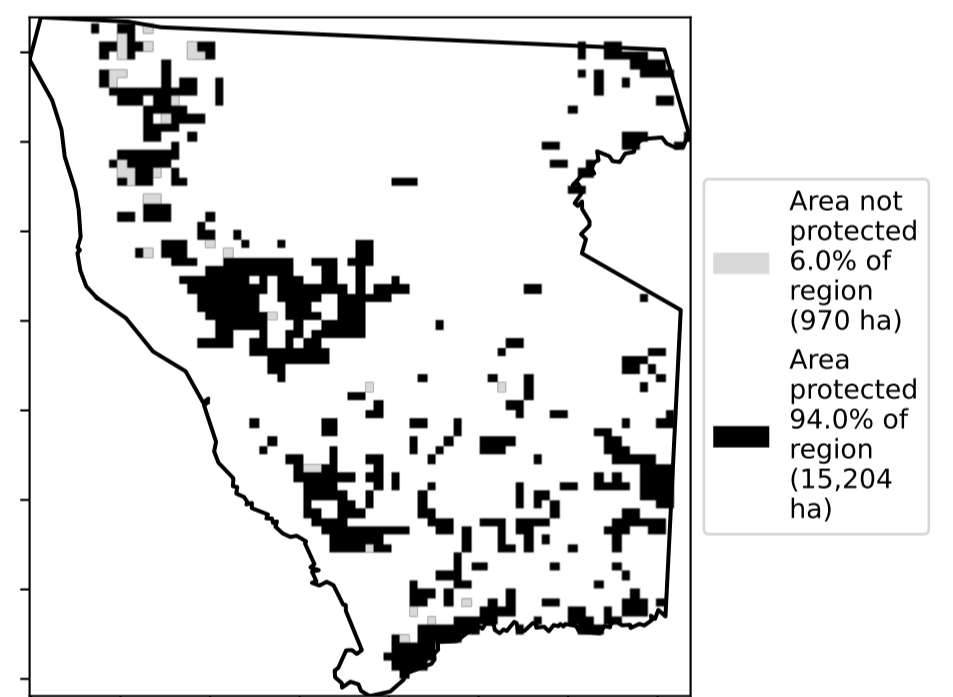 Area not
protected
6.0% of
region
(970 ha)
Area
protected
94.0% of
region
(15,204
ha)